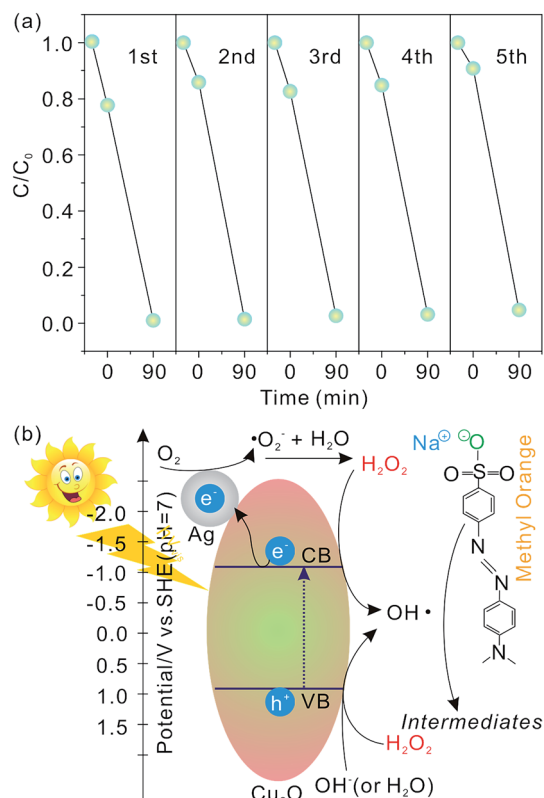 (a)
1.0
0.8
0.6
0.4
0.2
0.0
C/C₀
1st
2nd
3rd
4th
5th
0 90 0 90 0 90 0 90 0 90
Time (min)
(b)
O₂
•O₂⁻ + H₂O
H₂O₂
Na⊕ ⊖O
O=S=O
Methyl Orange
N
N
N
e⁻
Ag
e⁻
CB
OH •
h⁺
VB
-2.0
-1.5
-1.0
-0.5
0.0
0.5
1.0
1.5
Potential/V vs.SHE(pH=7)
Intermediates
H₂O₂
OH⁻(or H₂O)
Cu₂O